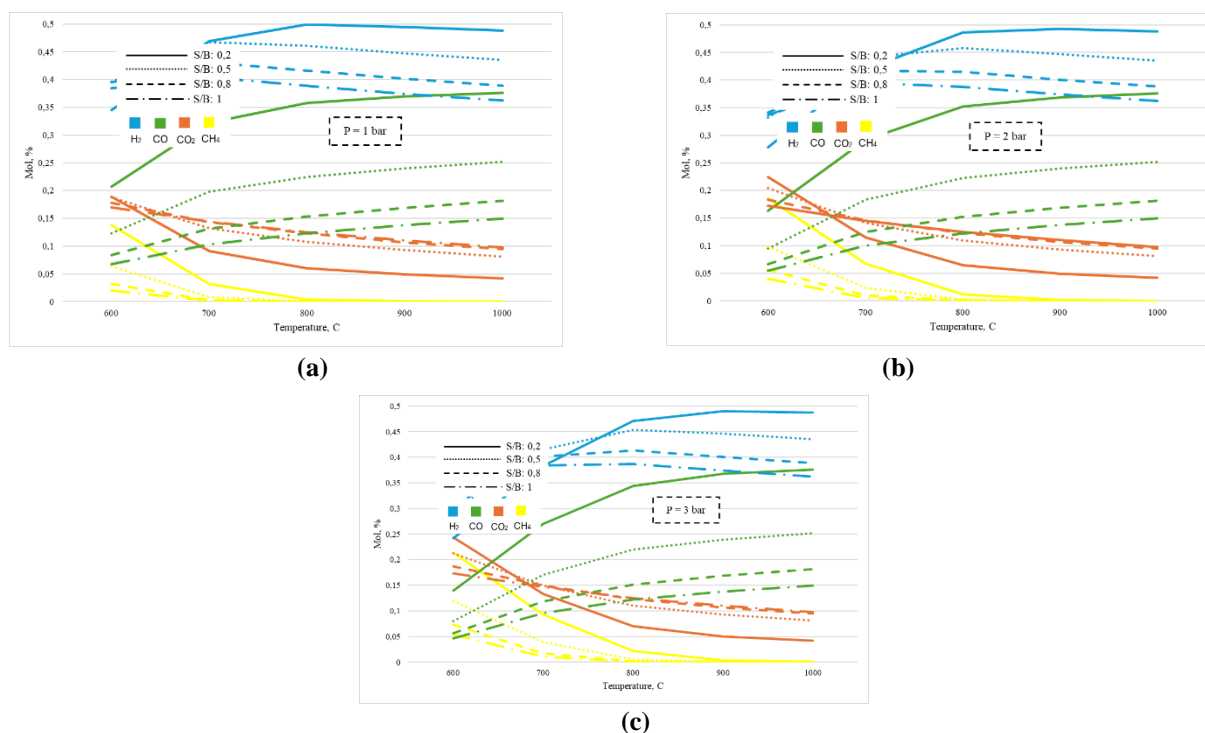 0,5
0,45
0,4
0,35
0,3
0,25
0,2
0,15
0,1
0,05
0
Mol, %
S/B: 0,2
S/B: 0,5
S/B: 0,8
S/B: 1
H₂ CO CO₂ CH₄
P = 1 bar
600 700 800 900 1000
Temperature, C
(a)
0,5
0,45
0,4
0,35
0,3
0,25
0,2
0,15
0,1
0,05
0
Mol, %
S/B: 0,2
S/B: 0,5
S/B: 0,8
S/B: 1
H₂ CO CO₂ CH₄
P = 2 bar
600 700 800 900 1000
Temperature, C
(b)
0,5
0,45
0,4
0,35
0,3
0,25
0,2
0,15
0,1
0,05
0
Mol, %
S/B: 0,2
S/B: 0,5
S/B: 0,8
S/B: 1
H₂ CO CO₂ CH₄
P = 3 bar
600 700 800 900 1000
Temperature, C
(c)